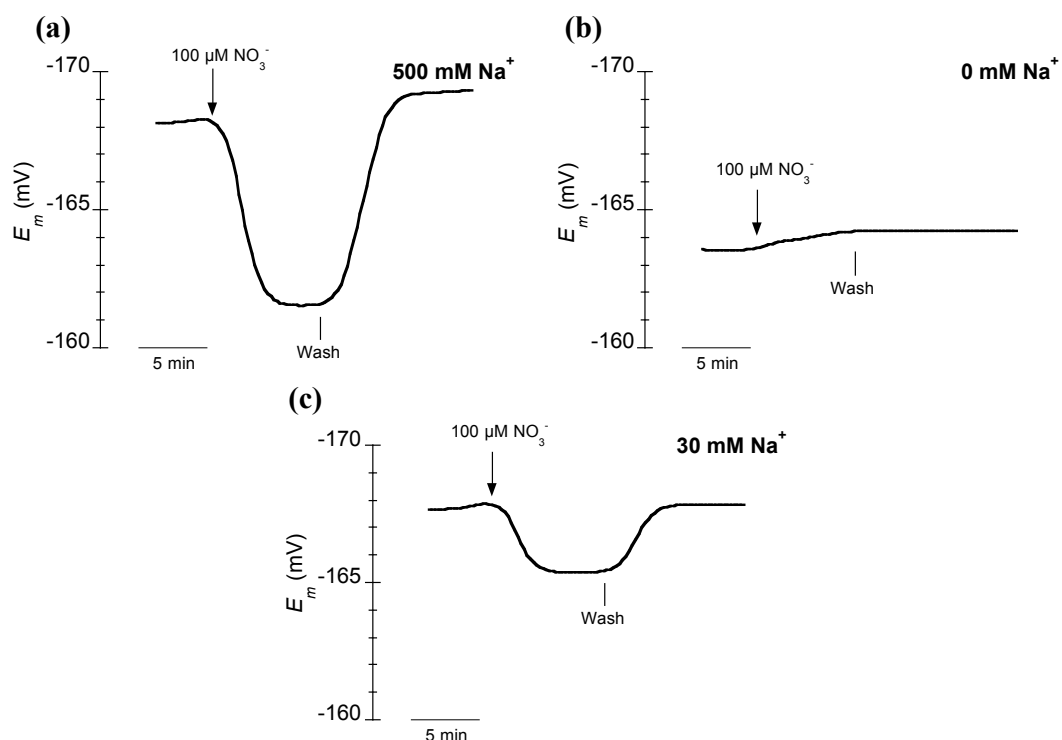 (a)
100 µM NO₃⁻
500 mM Na⁺
-170
-165
-160
Eₘ (mV)
Wash
5 min
(b)
0 mM Na⁺
-170
100 µM NO₃⁻
-165
-160
Eₘ (mV)
Wash
5 min
(c)
100 µM NO₃⁻
30 mM Na⁺
-170
-165
-160
Eₘ (mV)
Wash
5 min